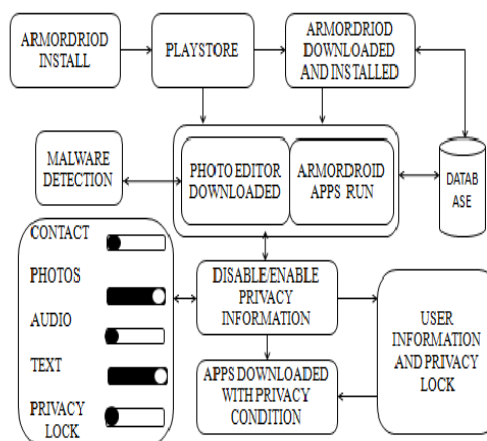 ARMORDRIOD
INSTALL
PLAYSTORE
ARMORDRIOD
DOWNLOADED
AND INSTALLED
MALWARE
DETECTION
PHOTO EDITOR
DOWNLOADED
ARMORDROID
APPS RUN
DATAB
ASE
CONTACT
PHOTOS
AUDIO
TEXT
PRIVACY
LOCK
DISABLE/ENABLE
PRIVACY
INFORMATION
APPS DOWNLOADED
WITH PRIVACY
CONDITION
USER
INFORMATION
AND PRIVACY
LOCK